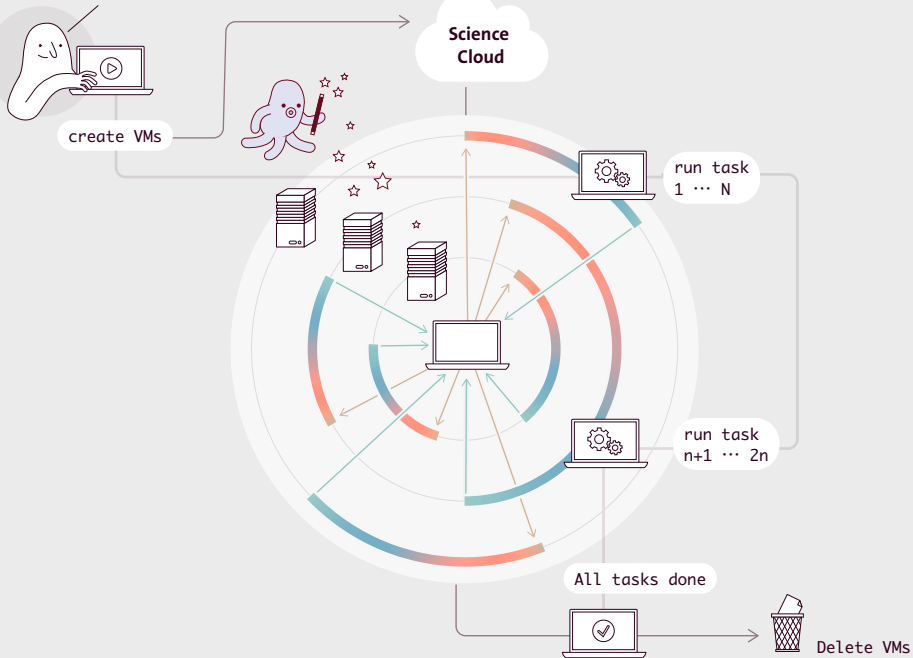 Science
Cloud
create VMs
run task
1 ··· N
run task
n+1 ··· 2n
All tasks done
Delete VMs